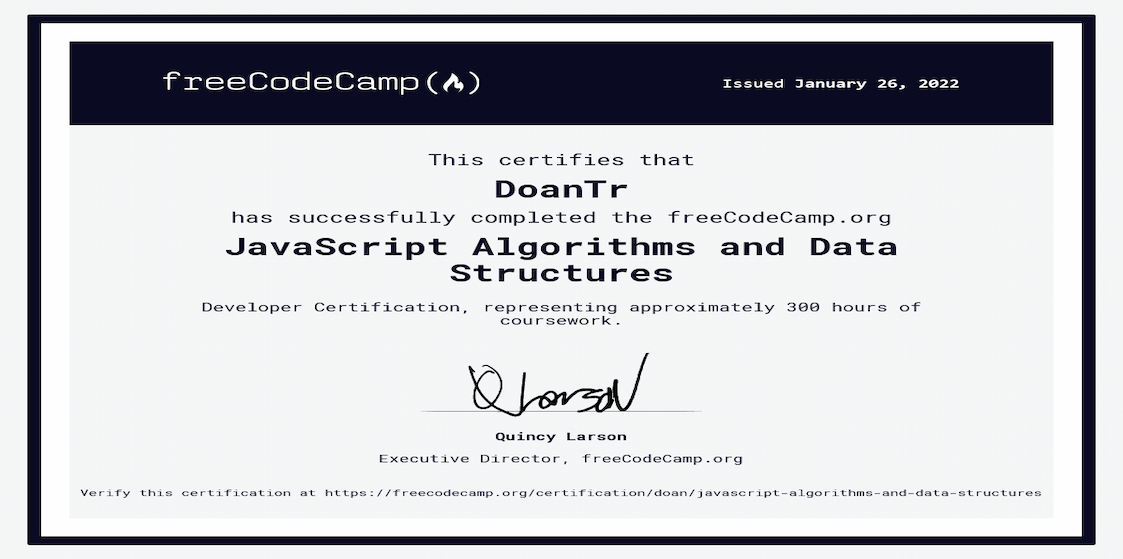 freeCodeCamp
Issued January 26, 2022
This certifies that
DoanTr
has successfully completed the freeCodeCamp.org
JavaScript Algorithms and Data
Structures
Developer Certification, representing approximately 300 hours of
coursework.
Q Larson
Quincy Larson
Executive Director, freeCodeCamp.org
Verify this certification at https://freecodecamp.org/certification/doan/javascript-algorithms-and-data-structures